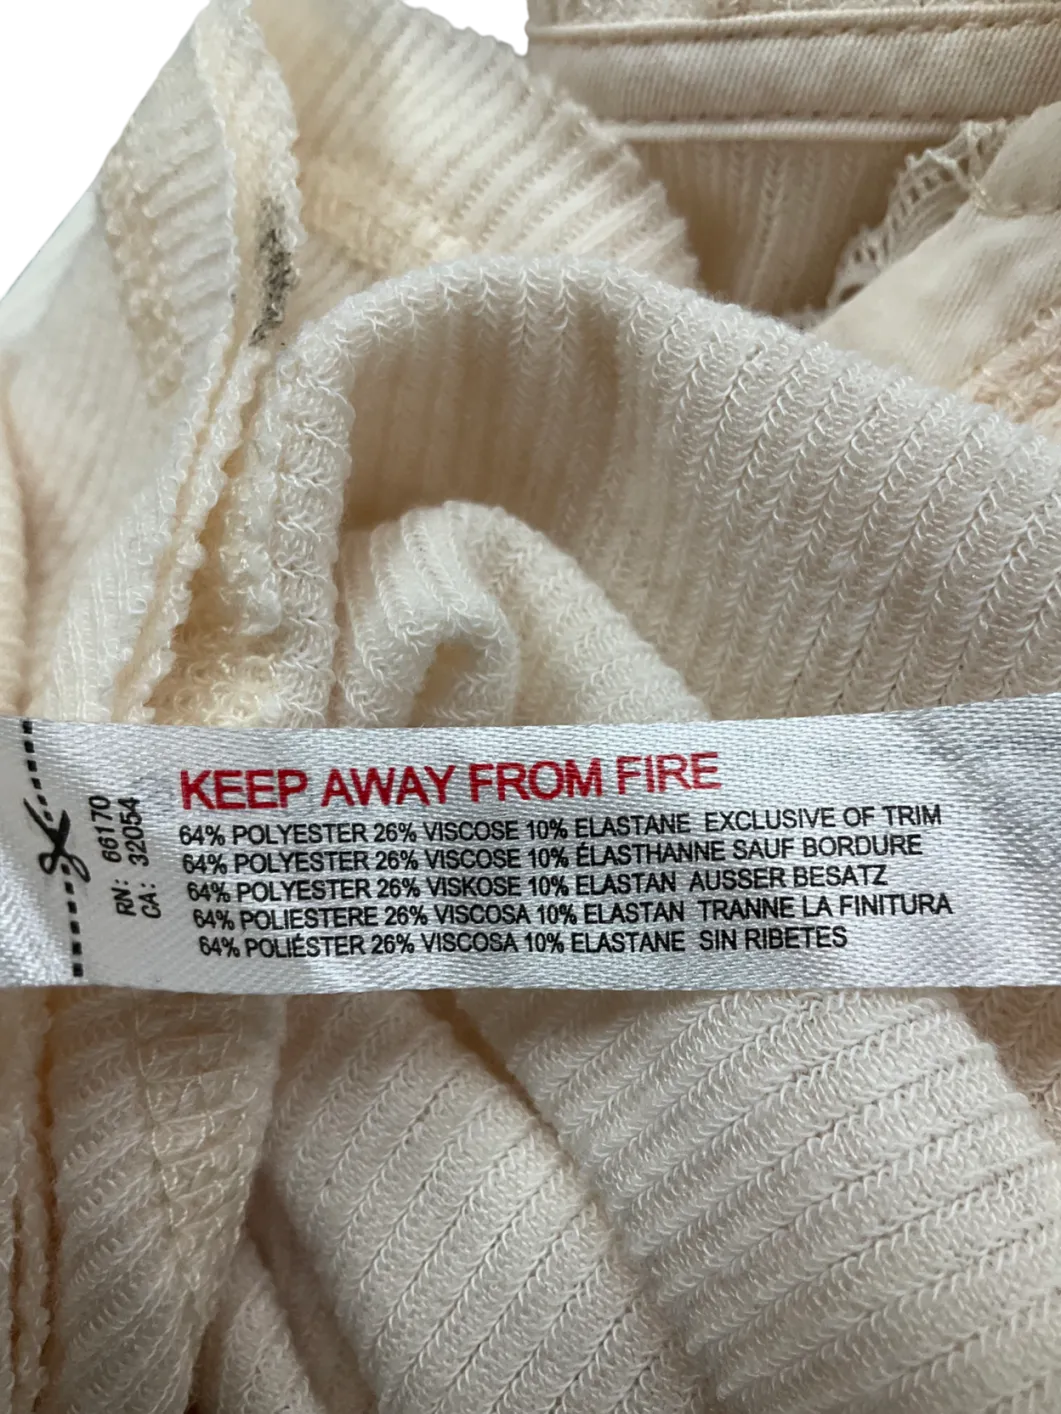 RN: 66170
CA: 32054
KEEP AWAY FROM FIRE
64% POLYESTER 26% VISCOSE 10% ELASTANE EXCLUSIVE OF TRIM
64% POLYESTER 26% VISCOSE 10% ÉLASTHANNE SAUF BORDURE
64% POLYESTER 26% VISKOSE 10% ELASTAN AUSSER BESATZ
64% POLIESTERE 26% VISCOSA 10% ELASTAN TRANNE LA FINITURA
64% POLIÉSTER 26% VISCOSA 10% ELASTANE SIN RIBETES